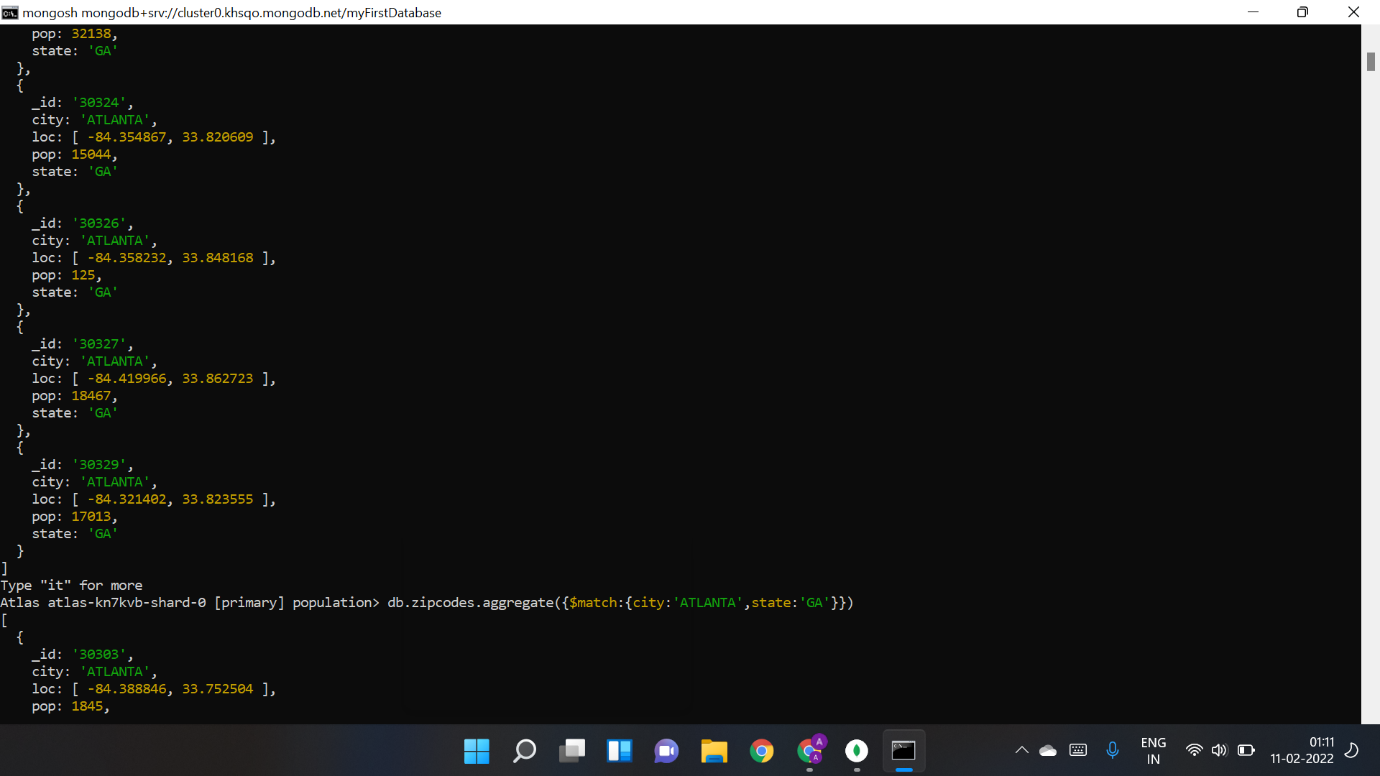 mongosh mongodb+srv://cluster0.khsqo.mongodb.net/myFirstDatabase
    pop: 32138,
    state: 'GA'
  },
  {
    _id: '30324',
    city: 'ATLANTA',
    loc: [ -84.354867, 33.820609 ],
    pop: 15044,
    state: 'GA'
  },
  {
    _id: '30326',
    city: 'ATLANTA',
    loc: [ -84.358232, 33.848168 ],
    pop: 125,
    state: 'GA'
  },
  {
    _id: '30327',
    city: 'ATLANTA',
    loc: [ -84.419966, 33.862723 ],
    pop: 18467,
    state: 'GA'
  },
  {
    _id: '30329',
    city: 'ATLANTA',
    loc: [ -84.321402, 33.823555 ],
    pop: 17013,
    state: 'GA'
  }
]
Type "it" for more
Atlas atlas-kn7kvb-shard-0 [primary] population> db.zipcodes.aggregate({$match:{city:'ATLANTA',state:'GA'}})
[
  {
    _id: '30303',
    city: 'ATLANTA',
    loc: [ -84.388846, 33.752504 ],
    pop: 1845,
A
A
ENG
IN
01:11
11-02-2022